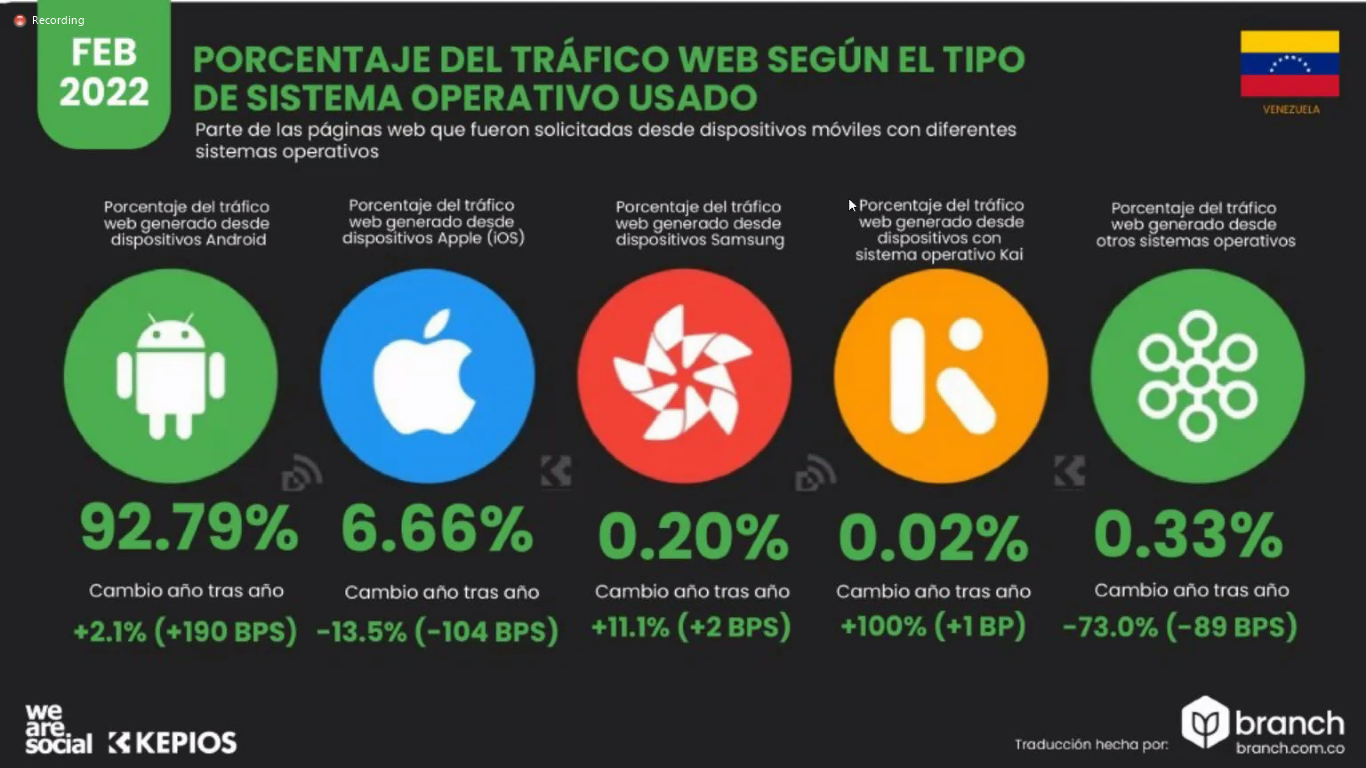 Recording
FEB
2022
PORCENTAJE DEL TRÁFICO WEB SEGÚN EL TIPO
DE SISTEMA OPERATIVO USADO
Parte de las páginas web que fueron solicitadas desde dispositivos móviles con diferentes
sistemas operativos
VENEZUELA
Porcentaje del tráfico
web generado desde
dispositivos Android
Porcentaje del tráfico
web generado desde
dispositivos Apple (iOS)
Porcentaje del tráfico
web generado desde
dispositivos Samsung
Porcentaje del tráfico
web generado desde
dispositivos con
sistema operativo Kai
Porcentaje del tráfico
web generado desde
otros sistemas operativos
92.79%
6.66%
0.20%
0.02%
0.33%
Cambio año tras año
Cambio año tras año
Cambio año tras año
Cambio año tras año
Cambio año tras año
+2.1% (+190 BPS)
-13.5% (-104 BPS)
+11.1% (+2 BPS)
+100% (+1 BP)
-73.0% (-89 BPS)
we
are
social
KEPIOS
Traducción hecha por:
branch
branch.com.co